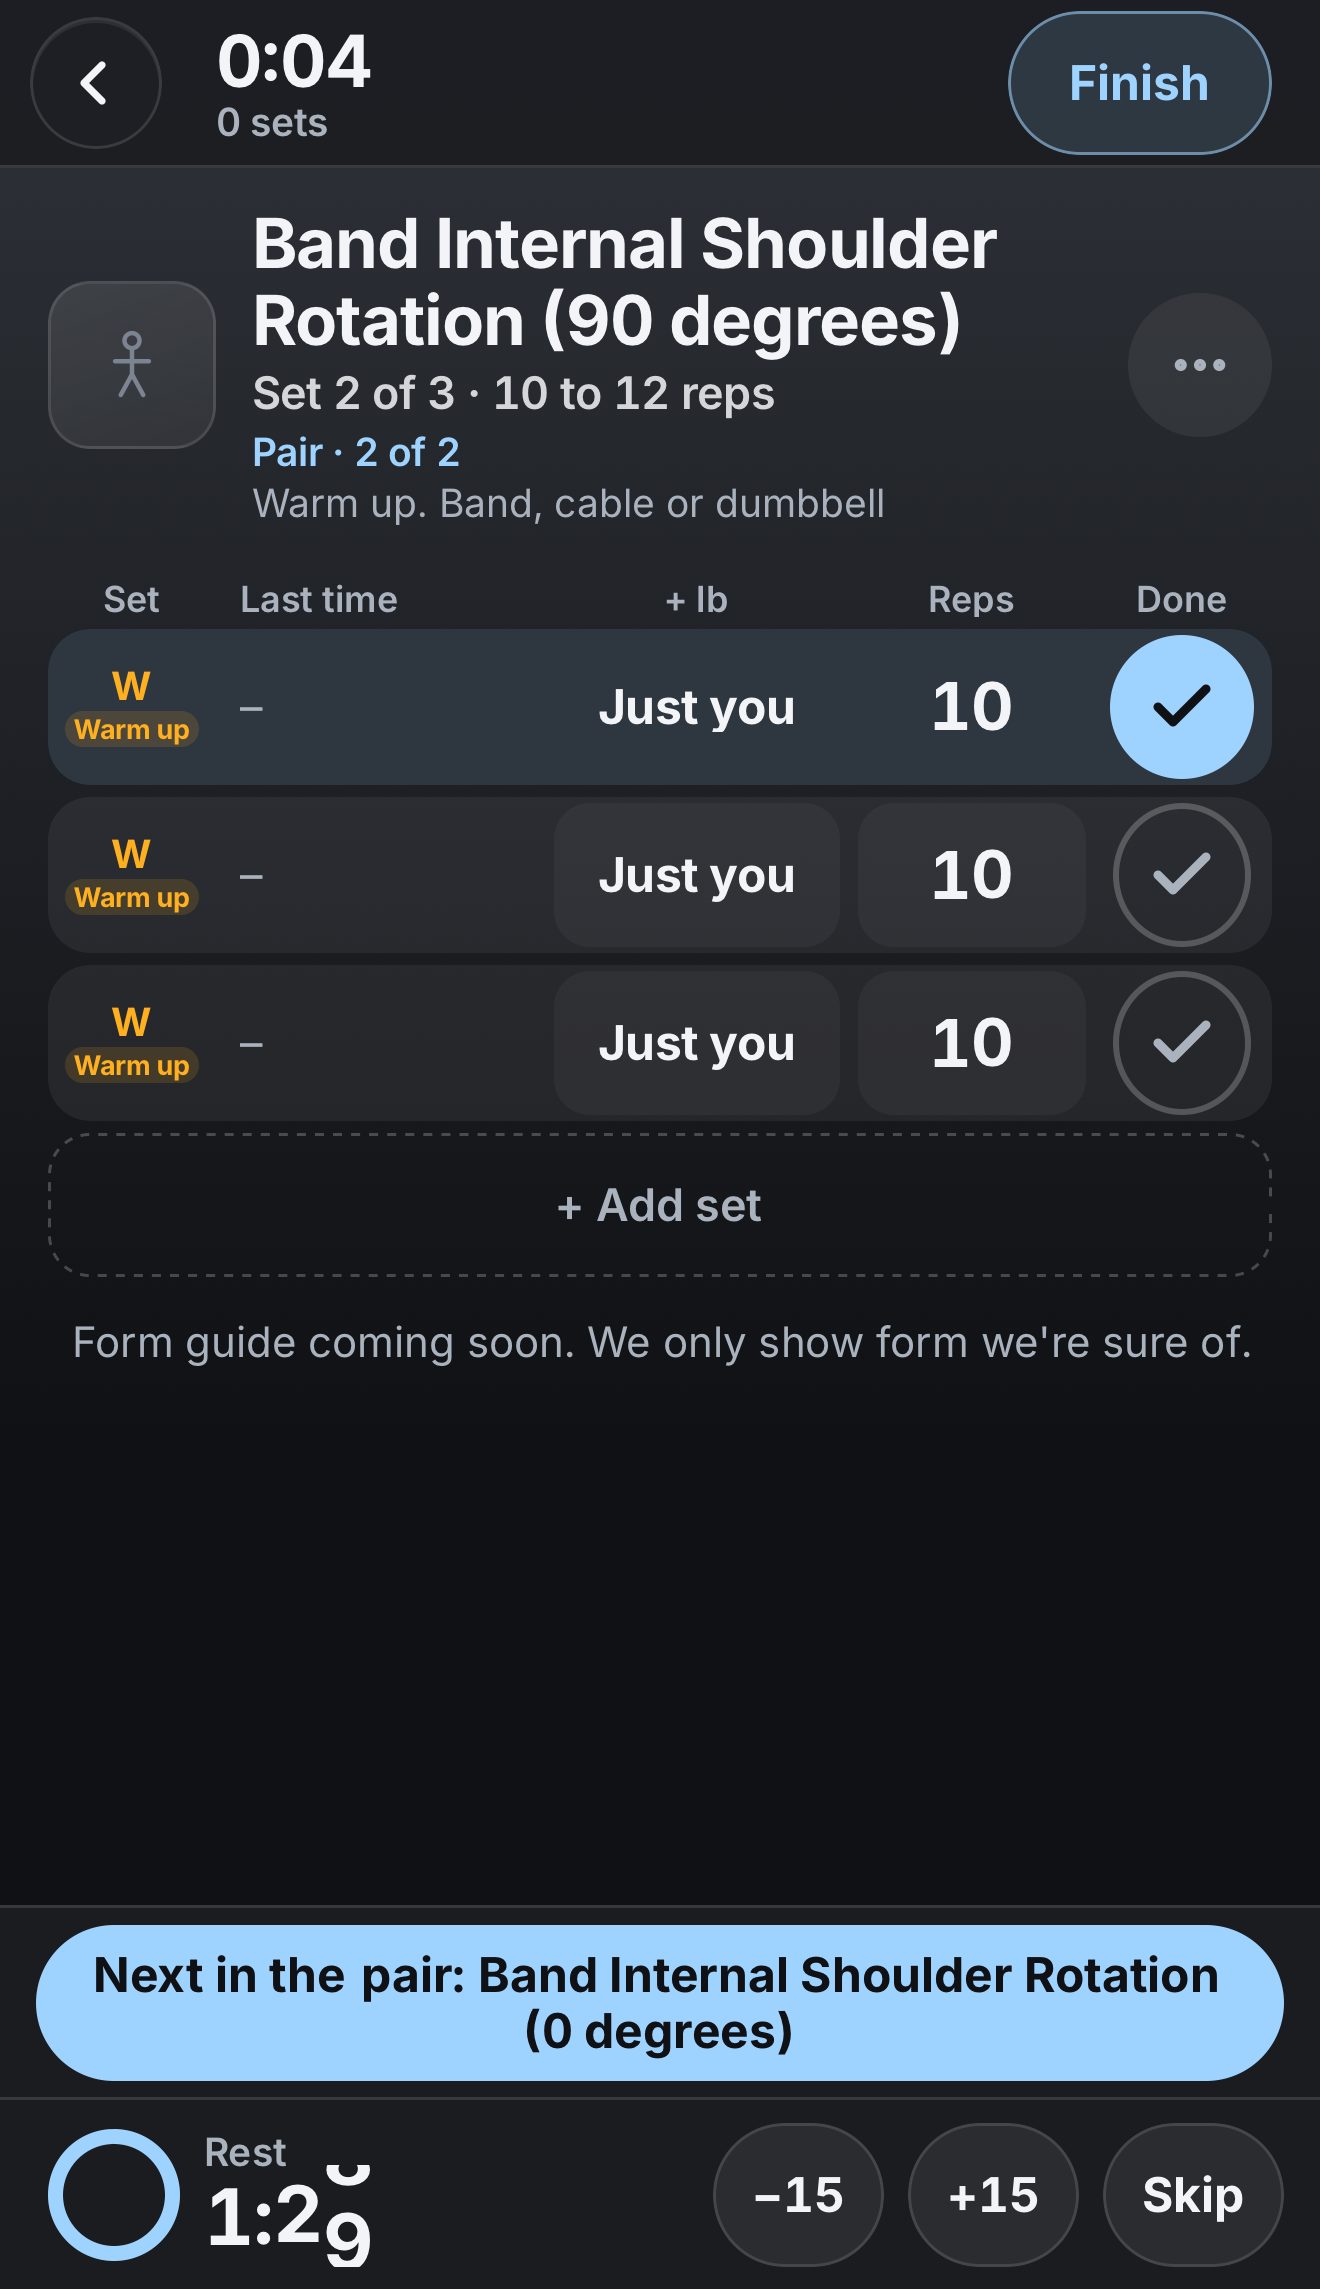 0:04
0 sets
Finish
Band Internal Shoulder
Rotation (90 degrees)
Set 2 of 3 · 10 to 12 reps
Pair · 2 of 2
Warm up. Band, cable or dumbbell
Set Last time + lb Reps Done
W
Warm up
– Just you 10
W
Warm up
– Just you 10
W
Warm up
– Just you 10
+ Add set
Form guide coming soon. We only show form we're sure of.
Next in the pair: Band Internal Shoulder Rotation
(0 degrees)
Rest
1:29
−15 +15 Skip